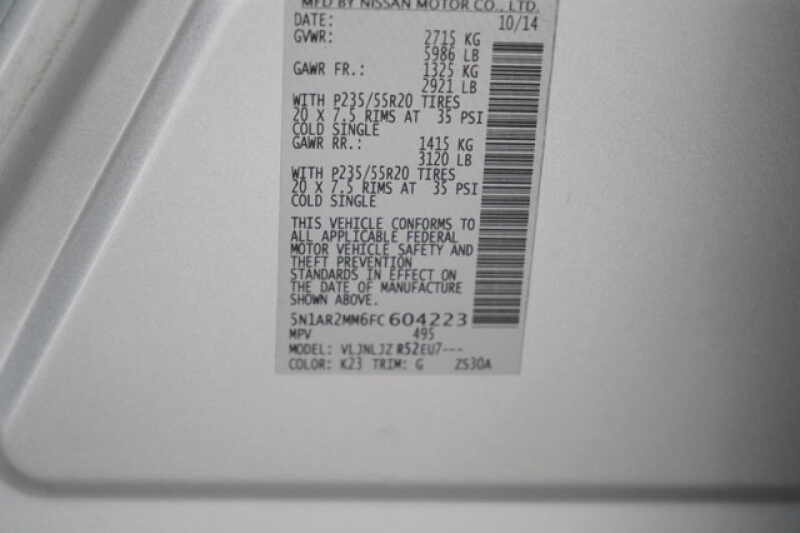 MFD BY NISSAN MOTOR CO., LTD.
DATE: 10/14
GVWR: 2715 KG
5986 LB
GAWR FR.: 1325 KG
2921 LB
WITH P235/55R20 TIRES
20 X 7.5 RIMS AT 35 PSI
COLD SINGLE
GAWR RR.: 1415 KG
3120 LB
WITH P235/55R20 TIRES
20 X 7.5 RIMS AT 35 PSI
COLD SINGLE
THIS VEHICLE CONFORMS TO
ALL APPLICABLE FEDERAL
MOTOR VEHICLE SAFETY AND
THEFT PREVENTION
STANDARDS IN EFFECT ON
THE DATE OF MANUFACTURE
SHOWN ABOVE.
5N1AR2MM6FC604223
MPV 495
MODEL: VLJNLJZ R52EU7---
COLOR: K23 TRIM: G ZS30A